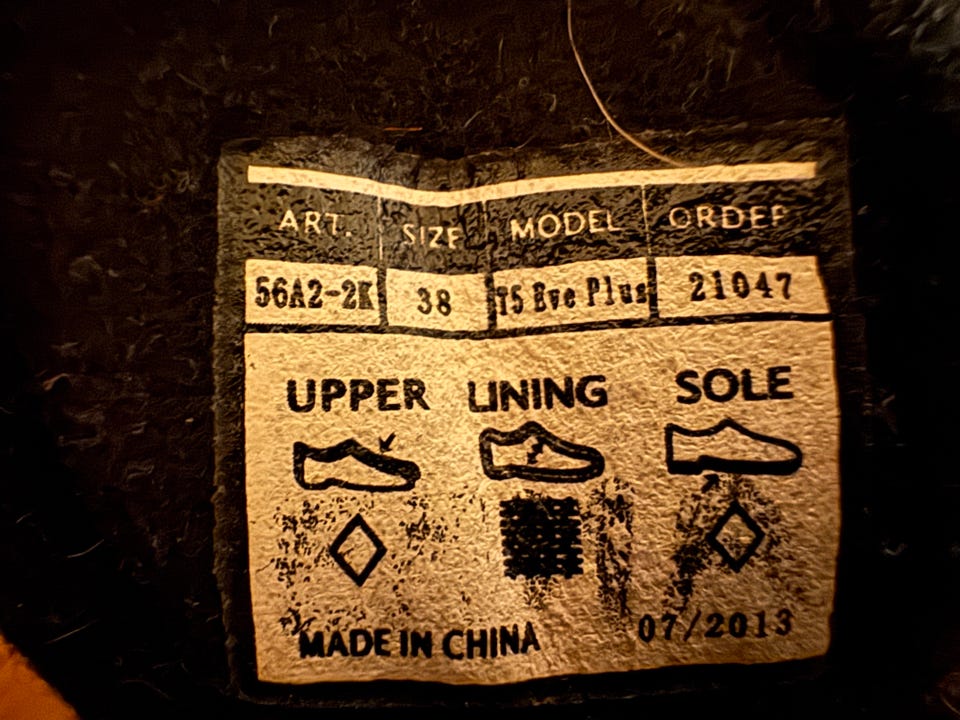 ART. SIZE MODEL ORDER
56A2-2K 38 T5 Eve Plus 21047
UPPER LINING SOLE
MADE IN CHINA 07/2013